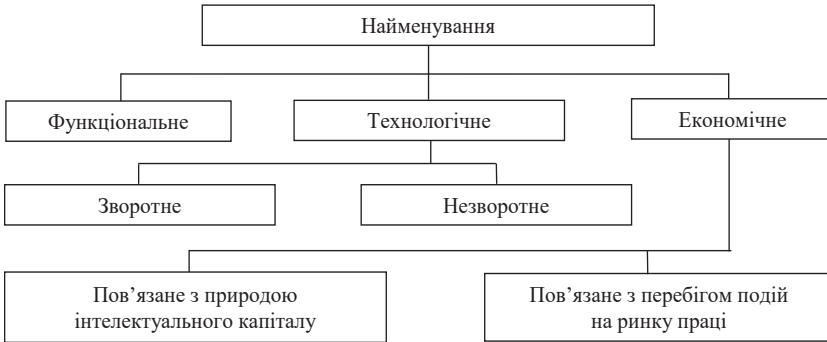 Найменування
Функціональне
Технологічне
Економічне
Зворотне
Незворотне
Пов’язане з природою
інтелектуального капіталу
Пов’язане з перебігом подій
на ринку праці